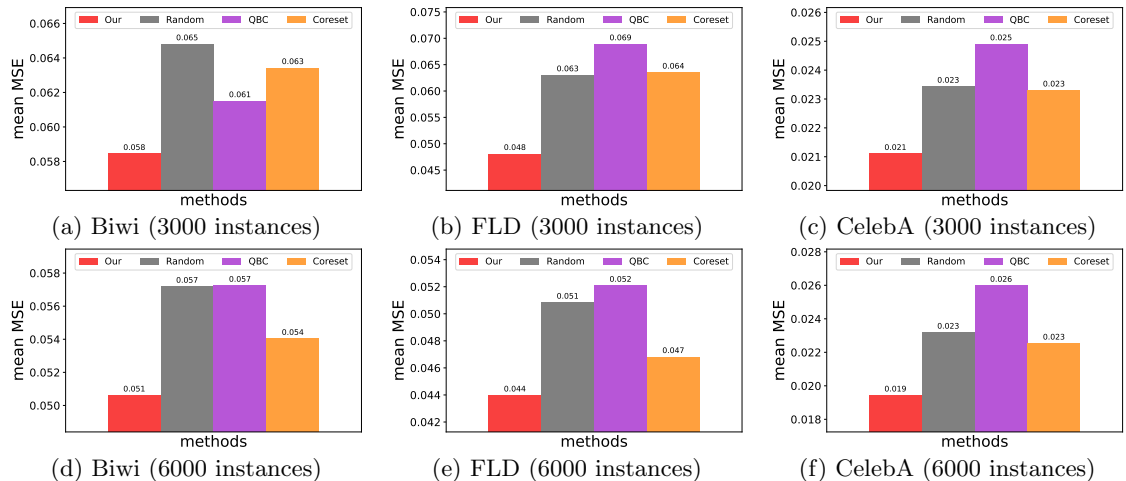 Our Random QBC Coreset
0.066
0.064
0.062
0.060
0.058
mean MSE
0.058
0.065
0.061
0.063
methods
(a) Biwi (3000 instances)
Our Random QBC Coreset
0.075
0.070
0.065
0.060
0.055
0.050
0.045
mean MSE
0.048
0.063
0.069
0.064
methods
(b) FLD (3000 instances)
Our Random QBC Coreset
0.026
0.025
0.024
0.023
0.022
0.021
0.020
mean MSE
0.021
0.023
0.025
0.023
methods
(c) CelebA (3000 instances)
Our Random QBC Coreset
0.058
0.056
0.054
0.052
0.050
mean MSE
0.051
0.057
0.057
0.054
methods
(d) Biwi (6000 instances)
Our Random QBC Coreset
0.054
0.052
0.050
0.048
0.046
0.044
0.042
mean MSE
0.044
0.051
0.052
0.047
methods
(e) FLD (6000 instances)
Our Random QBC Coreset
0.028
0.026
0.024
0.022
0.020
0.018
mean MSE
0.019
0.023
0.026
0.023
methods
(f) CelebA (6000 instances)